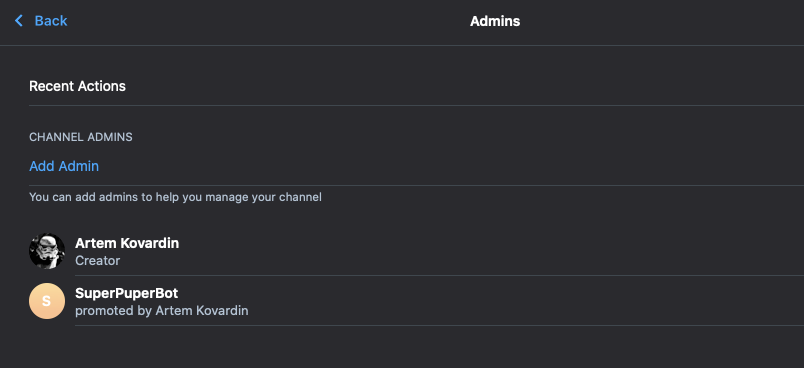 Back
Admins
Recent Actions
CHANNEL ADMINS
Add Admin
You can add admins to help you manage your channel
Artem Kovardin
Creator
S
SuperPuperBot
promoted by Artem Kovardin